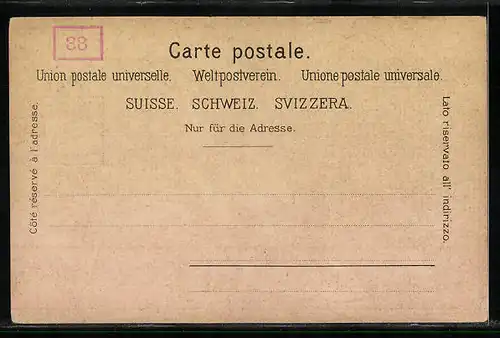 38
Carte postale.
Union postale universelle. Weltpostverein. Unione postale universale.
SUISSE. SCHWEIZ. SVIZZERA.
Nur für die Adresse.
Côté réservé à l'adresse.
Lato riservato all' indirizzo.